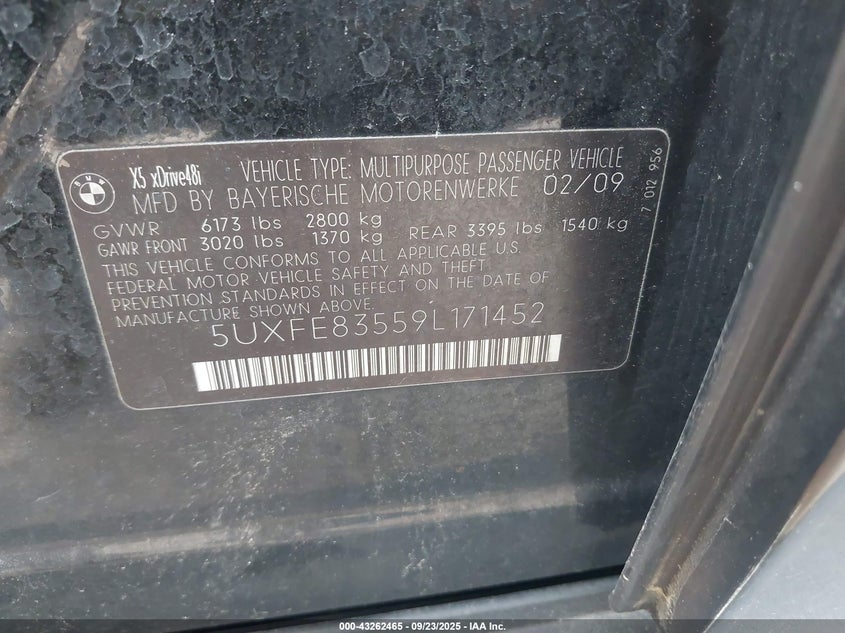 BMW
X5 xDrive48i VEHICLE TYPE: MULTIPURPOSE PASSENGER VEHICLE
MFD BY BAYERISCHE MOTORENWERKE 02/09
GVWR 6173 lbs 2800 kg
GAWR FRONT 3020 lbs 1370 kg REAR 3395 lbs 1540 kg
THIS VEHICLE CONFORMS TO ALL APPLICABLE U.S.
FEDERAL MOTOR VEHICLE SAFETY AND THEFT
PREVENTION STANDARDS IN EFFECT ON THE DATE OF
MANUFACTURE SHOWN ABOVE.
5UXFE83559L171452
7 012 956
000-43262465 - 09/23/2025 - IAA Inc.